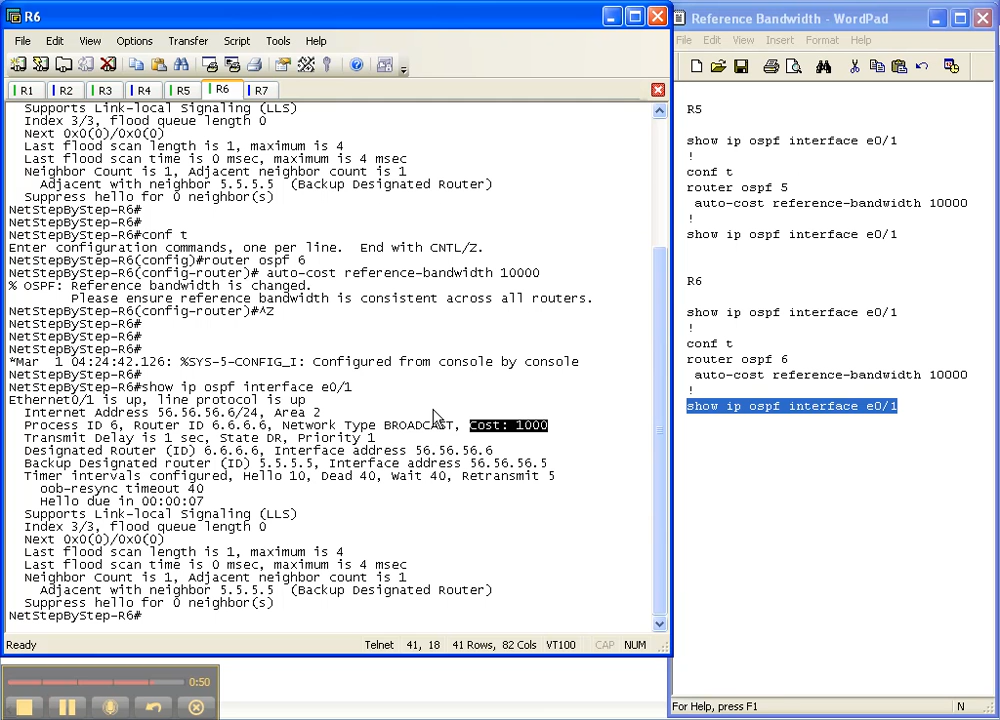 R6
File Edit View Options Transfer Script Tools Help
R1 R2 R3 R4 R5 R6 R7
Supports Link-local Signaling (LLS)
Index 3/3, flood queue length 0
Next 0x0(0)/0x0(0)
Last flood scan length is 1, maximum is 4
Last flood scan time is 0 msec, maximum is 4 msec
Neighbor Count is 1, Adjacent neighbor count is 1
Adjacent with neighbor 5.5.5.5 (Backup Designated Router)
Suppress hello for 0 neighbor(s)
NetStepByStep-R6#
NetStepByStep-R6#
NetStepByStep-R6#conf t
Enter configuration commands, one per line. End with CNTL/Z.
NetStepByStep-R6(config)#router ospf 6
NetStepByStep-R6(config-router)# auto-cost reference-bandwidth 10000
% OSPF: Reference bandwidth is changed.
Please ensure reference bandwidth is consistent across all routers.
NetStepByStep-R6(config-router)#^Z
NetStepByStep-R6#
NetStepByStep-R6#
NetStepByStep-R6#
*Mar 1 04:24:42.126: %SYS-5-CONFIG_I: Configured from console by console
NetStepByStep-R6#
NetStepByStep-R6#show ip ospf interface e0/1
Ethernet0/1 is up, line protocol is up
Internet Address 56.56.56.6/24, Area 2
Process ID 6, Router ID 6.6.6.6, Network Type BROADCAST, Cost: 1000
Transmit Delay is 1 sec, State DR, Priority 1
Designated Router (ID) 6.6.6.6, Interface address 56.56.56.6
Backup Designated router (ID) 5.5.5.5, Interface address 56.56.56.5
Timer intervals configured, Hello 10, Dead 40, Wait 40, Retransmit 5
oob-resync timeout 40
Hello due in 00:00:07
Supports Link-local Signaling (LLS)
Index 3/3, flood queue length 0
Next 0x0(0)/0x0(0)
Last flood scan length is 1, maximum is 4
Last flood scan time is 0 msec, maximum is 4 msec
Neighbor Count is 1, Adjacent neighbor count is 1
Adjacent with neighbor 5.5.5.5 (Backup Designated Router)
Suppress hello for 0 neighbor(s)
NetStepByStep-R6#
Ready Telnet 41, 18 41 Rows, 82 Cols VT100 CAP NUM
0:50
Reference Bandwidth - WordPad
File Edit View Insert Format Help
R5
show ip ospf interface e0/1
!
conf t
router ospf 5
auto-cost reference-bandwidth 10000
!
show ip ospf interface e0/1
R6
show ip ospf interface e0/1
!
conf t
router ospf 6
auto-cost reference-bandwidth 10000
!
show ip ospf interface e0/1
For Help, press F1 N